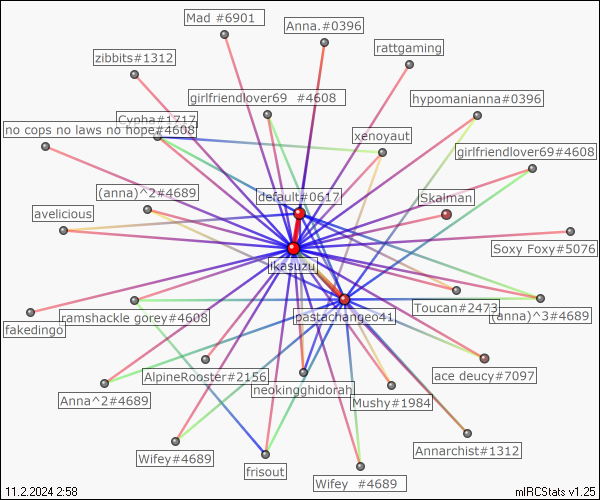 Mad #6901
Anna.#0396
rattgaming
zibbits#1312
girlfriendlover69 #4608
hypomanianna#0396
Cypha#1717
no cops no laws no hope#4608
xenoyaut
girlfriendlover69#4608
(anna)^2#4689
default#0617
Skalman
avelicious
Soxy Foxy#5076
likasuzu
fakedingo
ramshackle gorey#4608
pastachangeo41
Toucan#2473
(anna)^3#4689
AlpineRooster#2156
ace deucy#7097
neokingghidorah
Anna^2#4689
Mushy#1984
Annarchist#1312
Wifey#4689
frisout
Wifey #4689
11.2.2024 2:58
mIRCStats v1.25